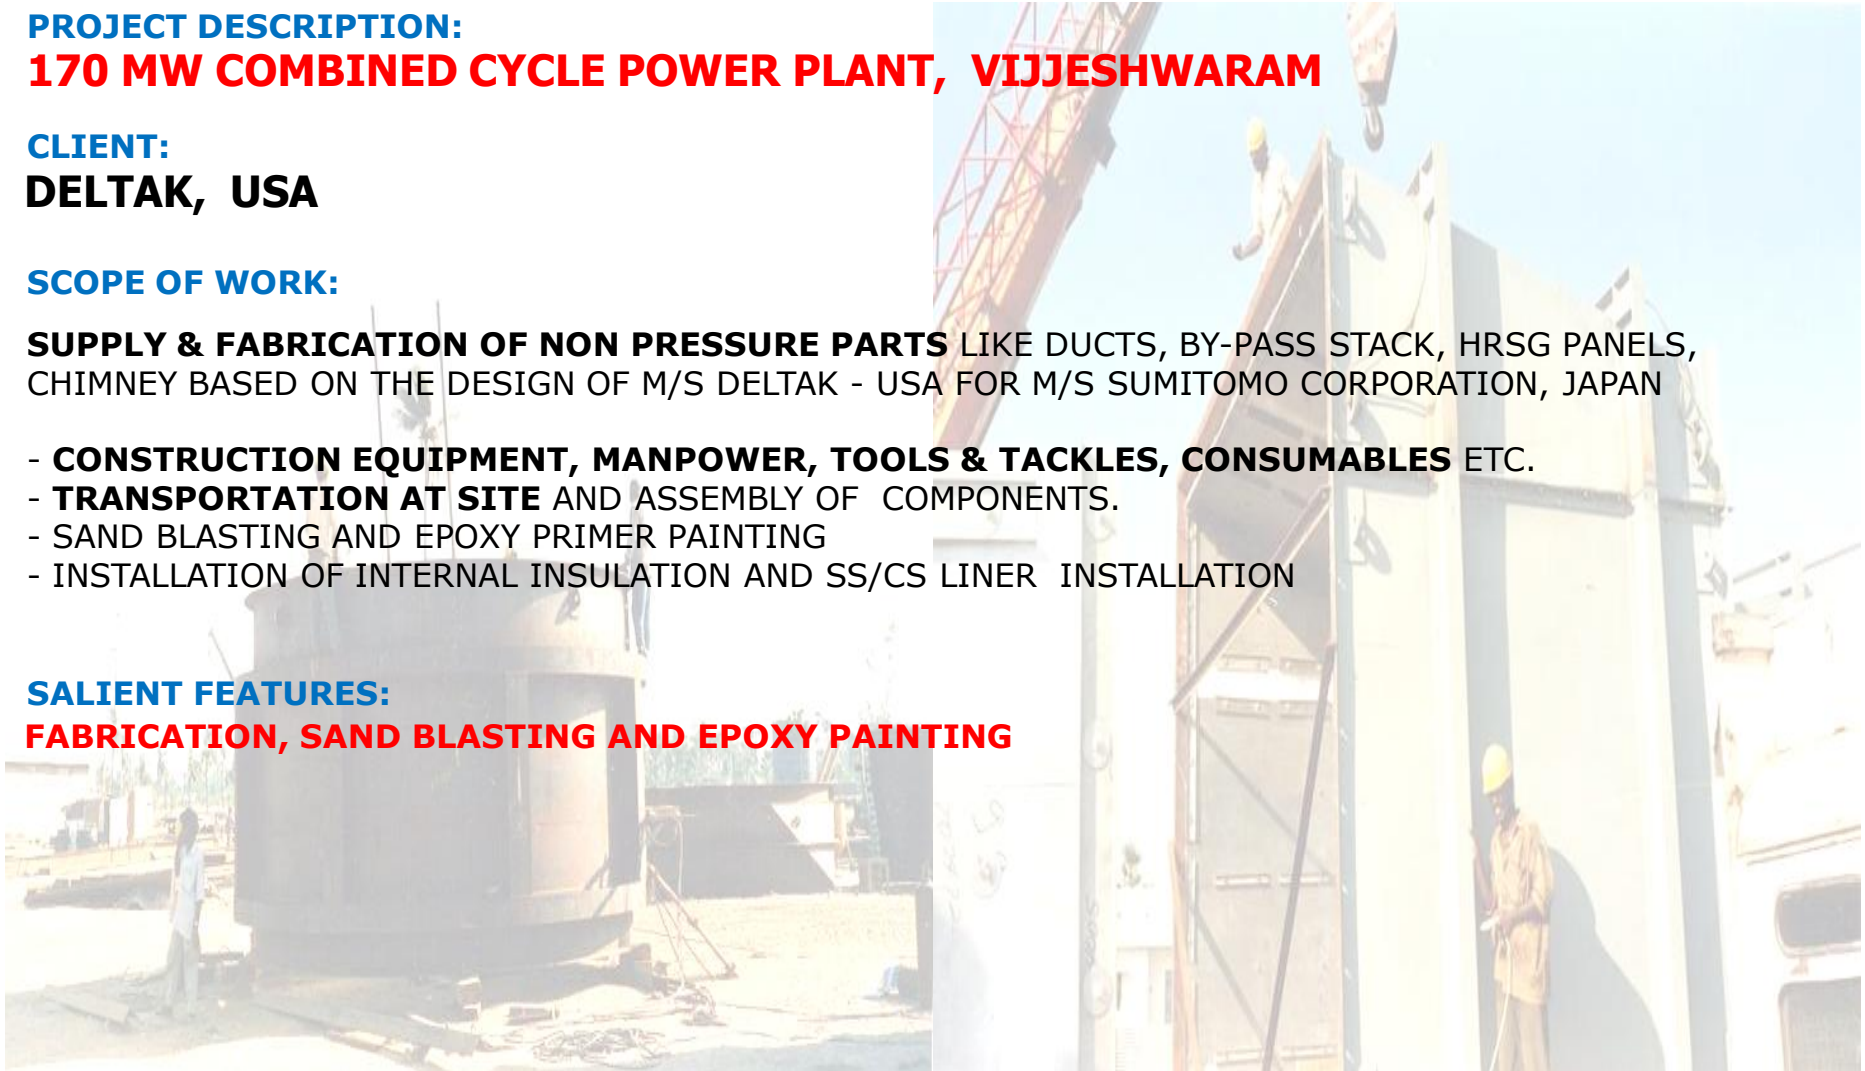 PROJECT DESCRIPTION:
170 MW COMBINED CYCLE POWER PLANT, VIJJESHWARAM
CLIENT:
DELTAK, USA
SCOPE OF WORK:
SUPPLY & FABRICATION OF NON PRESSURE PARTS LIKE DUCTS, BY-PASS STACK, HRSG PANELS,
CHIMNEY BASED ON THE DESIGN OF M/S DELTAK - USA FOR M/S SUMITOMO CORPORATION, JAPAN
- CONSTRUCTION EQUIPMENT, MANPOWER, TOOLS & TACKLES, CONSUMABLES ETC.
- TRANSPORTATION AT SITE AND ASSEMBLY OF COMPONENTS.
- SAND BLASTING AND EPOXY PRIMER PAINTING
- INSTALLATION OF INTERNAL INSULATION AND SS/CS LINER INSTALLATION
SALIENT FEATURES:
FABRICATION, SAND BLASTING AND EPOXY PAINTING